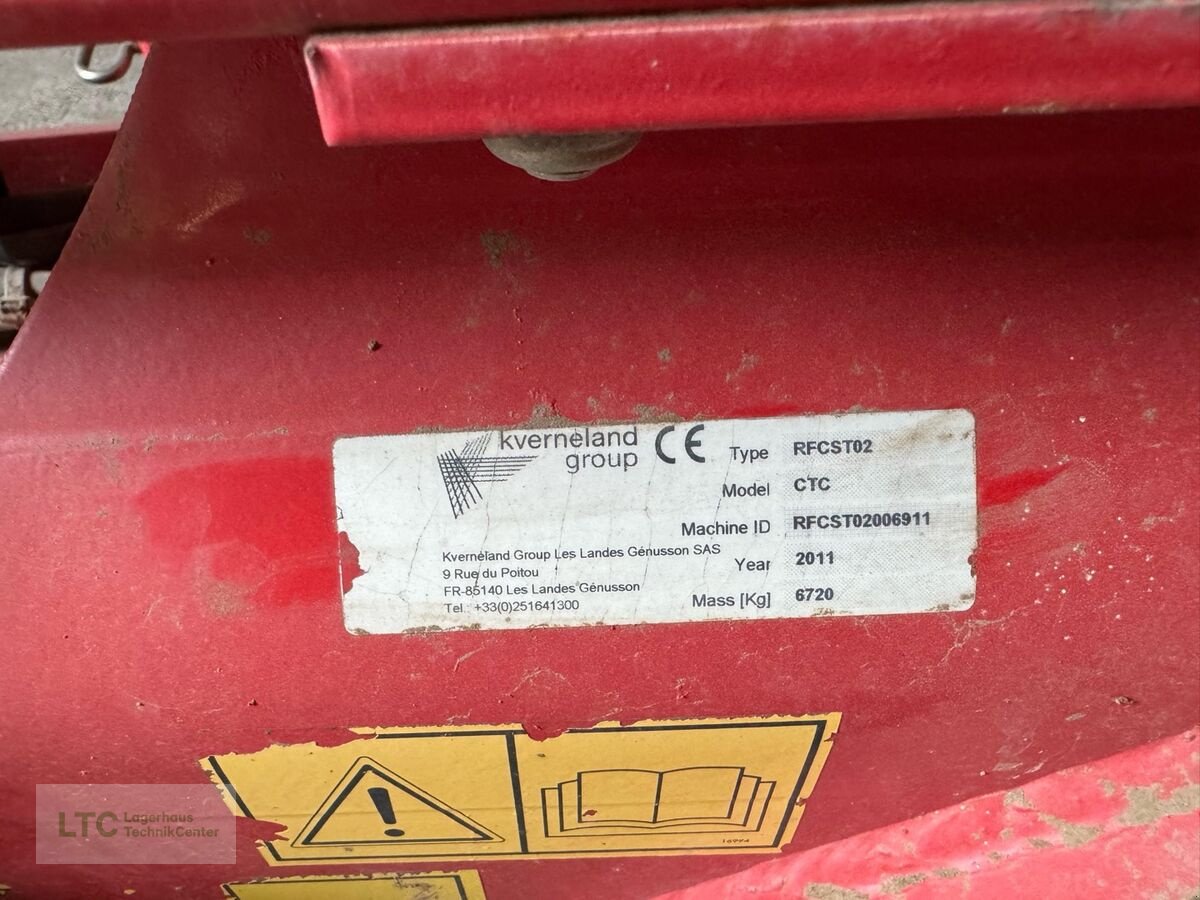 kverneland
group
CE
Type RFCST02
Model CTC
Machine ID RFCST02006911
Year 2011
Mass [Kg] 6720
Kverneland Group Les Landes Génusson SAS
9 Rue du Poitou
FR-85140 Les Landes Génusson
Tel.: +33(0)251641300
16994
LTC Lagerhaus
TechnikCenter